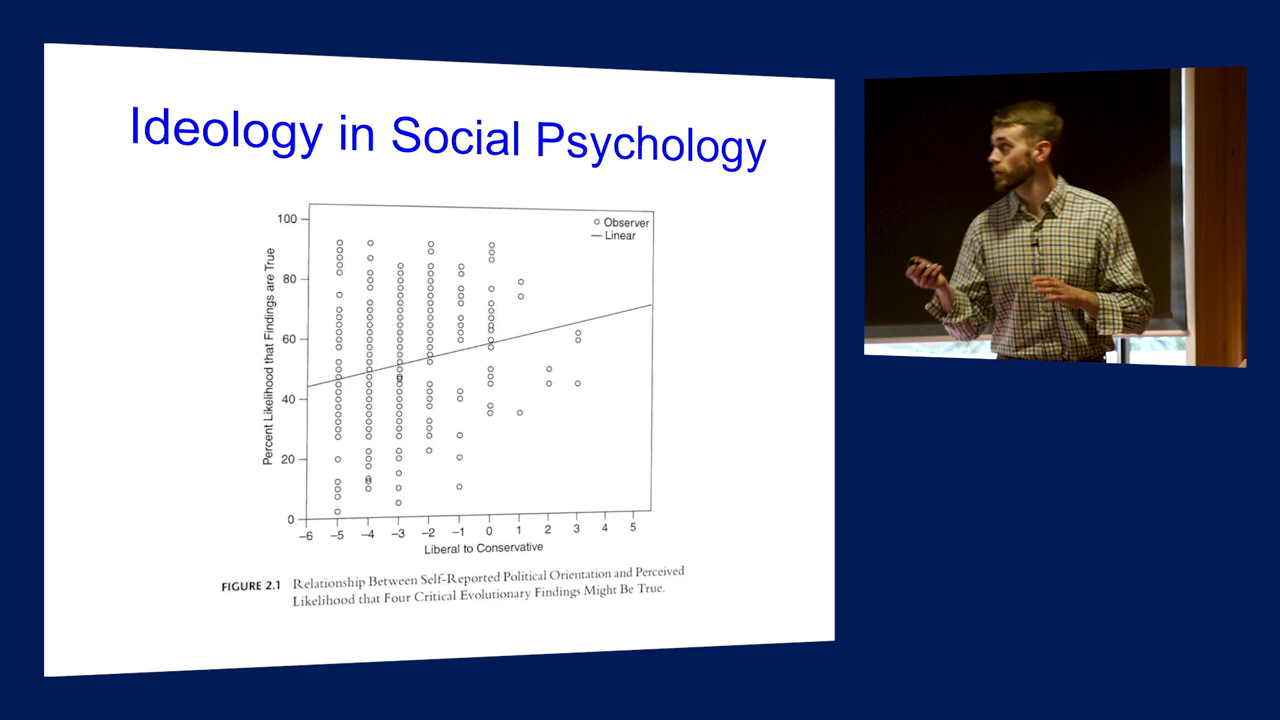 Ideology in Social Psychology
Observer
Linear
Percent Likelihood that Findings are True
100
80
60
40
20
0
–6 –5 –4 –3 –2 –1 0 1 2 3 4 5
Liberal to Conservative
FIGURE 2.1 Relationship Between Self-Reported Political Orientation and Perceived
Likelihood that Four Critical Evolutionary Findings Might Be True.